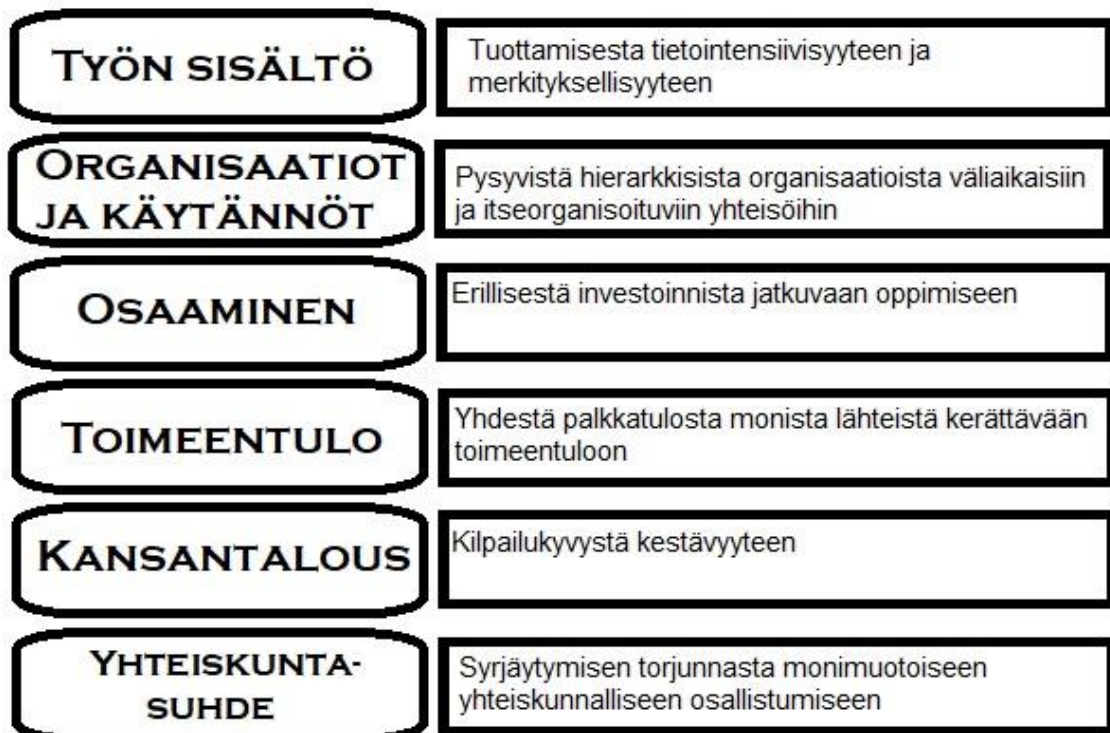 TYÖN SISÄLTÖ
Tuottamisesta tietointensiivisyyteen ja
merkityksellisyyteen
ORGANISAATIOT
JA KÄYTÄNNÖT
Pysyvistä hierarkkisista organisaatioista väliaikaisiin
ja itseorganisoituviin yhteisöihin
OSAAMINEN
Erillisestä investoinnista jatkuvaan oppimiseen
TOIMEENTULO
Yhdestä palkkatulosta monista lähteistä kerättävään
toimeentuloon
KANSANTALOUS
Kilpailukyvystä kestävyyteen
YHTEISKUNTA-
SUHDE
Syrjäytymisen torjunnasta monimuotoiseen
yhteiskunnalliseen osallistumiseen